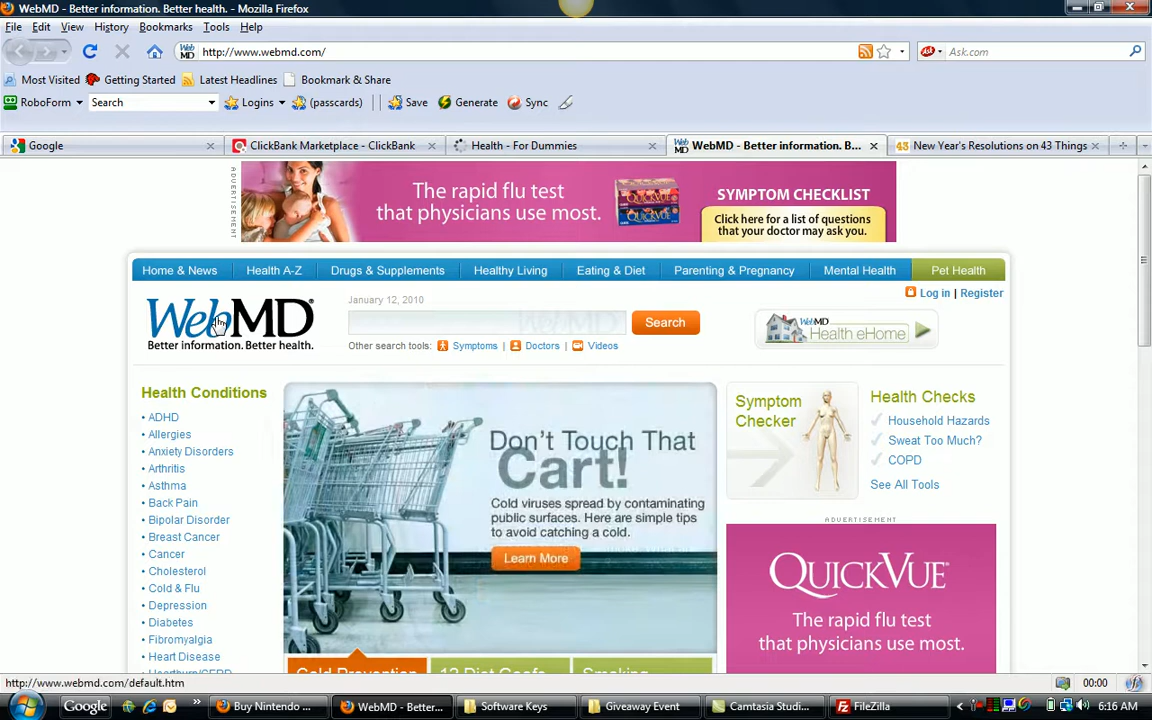 WebMD - Better information. Better health. - Mozilla Firefox
File Edit View History Bookmarks Tools Help
http://www.webmd.com/
Ask.com
Most Visited Getting Started Latest Headlines Bookmark & Share
RoboForm Search Logins (passcards) Save Generate Sync
Google
ClickBank Marketplace - ClickBank
Health - For Dummies
WebMD - Better information. B...
New Year's Resolutions on 43 Things
ADVERTISEMENT
The rapid flu test
that physicians use most.
QUICKVUE
QUICKVUE
SYMPTOM CHECKLIST
Click here for a list of questions
that your doctor may ask you.
Home & News Health A-Z Drugs & Supplements Healthy Living Eating & Diet Parenting & Pregnancy Mental Health Pet Health
Log in | Register
WebMD
Better information. Better health.
January 12, 2010
Search
Other search tools: Symptoms | Doctors | Videos
WebMD
Health eHome
Health Conditions
• ADHD
• Allergies
• Anxiety Disorders
• Arthritis
• Asthma
• Back Pain
• Bipolar Disorder
• Breast Cancer
• Cancer
• Cholesterol
• Cold & Flu
• Depression
• Diabetes
• Fibromyalgia
• Heart Disease
• Heartburn/GERD
Don't Touch That
Cart!
Cold viruses spread by contaminating
public surfaces. Here are simple tips
to avoid catching a cold.
Learn More
Cold Prevention
12 Diet Goofs
Smoking
Symptom
Checker
Health Checks
Household Hazards
Sweat Too Much?
COPD
See All Tools
ADVERTISEMENT
QUICKVUE
The rapid flu test
that physicians use most.
http://www.webmd.com/default.htm
00:00
Google
Buy Nintendo ...
WebMD - Better...
Software Keys
Giveaway Event
Camtasia Studi...
FileZilla
6:16 AM